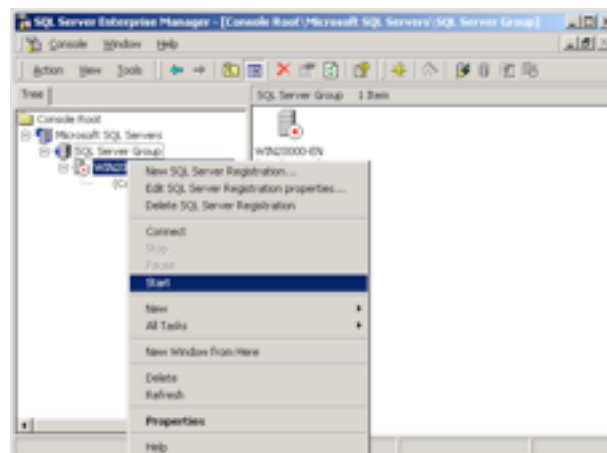 SQL Server Enterprise Manager - [Console Root\Microsoft SQL Servers\SQL Server Group]
Console Window Help
Action View Tools
Tree
SQL Server Group 1 Item
Console Root
Microsoft SQL Servers
SQL Server Group
WIN20000-EN
New SQL Server Registration...
Edit SQL Server Registration properties...
Delete SQL Server Registration
Connect
Stop
Pause
Start
New
All Tasks
New Window from Here
Delete
Refresh
Properties
Help